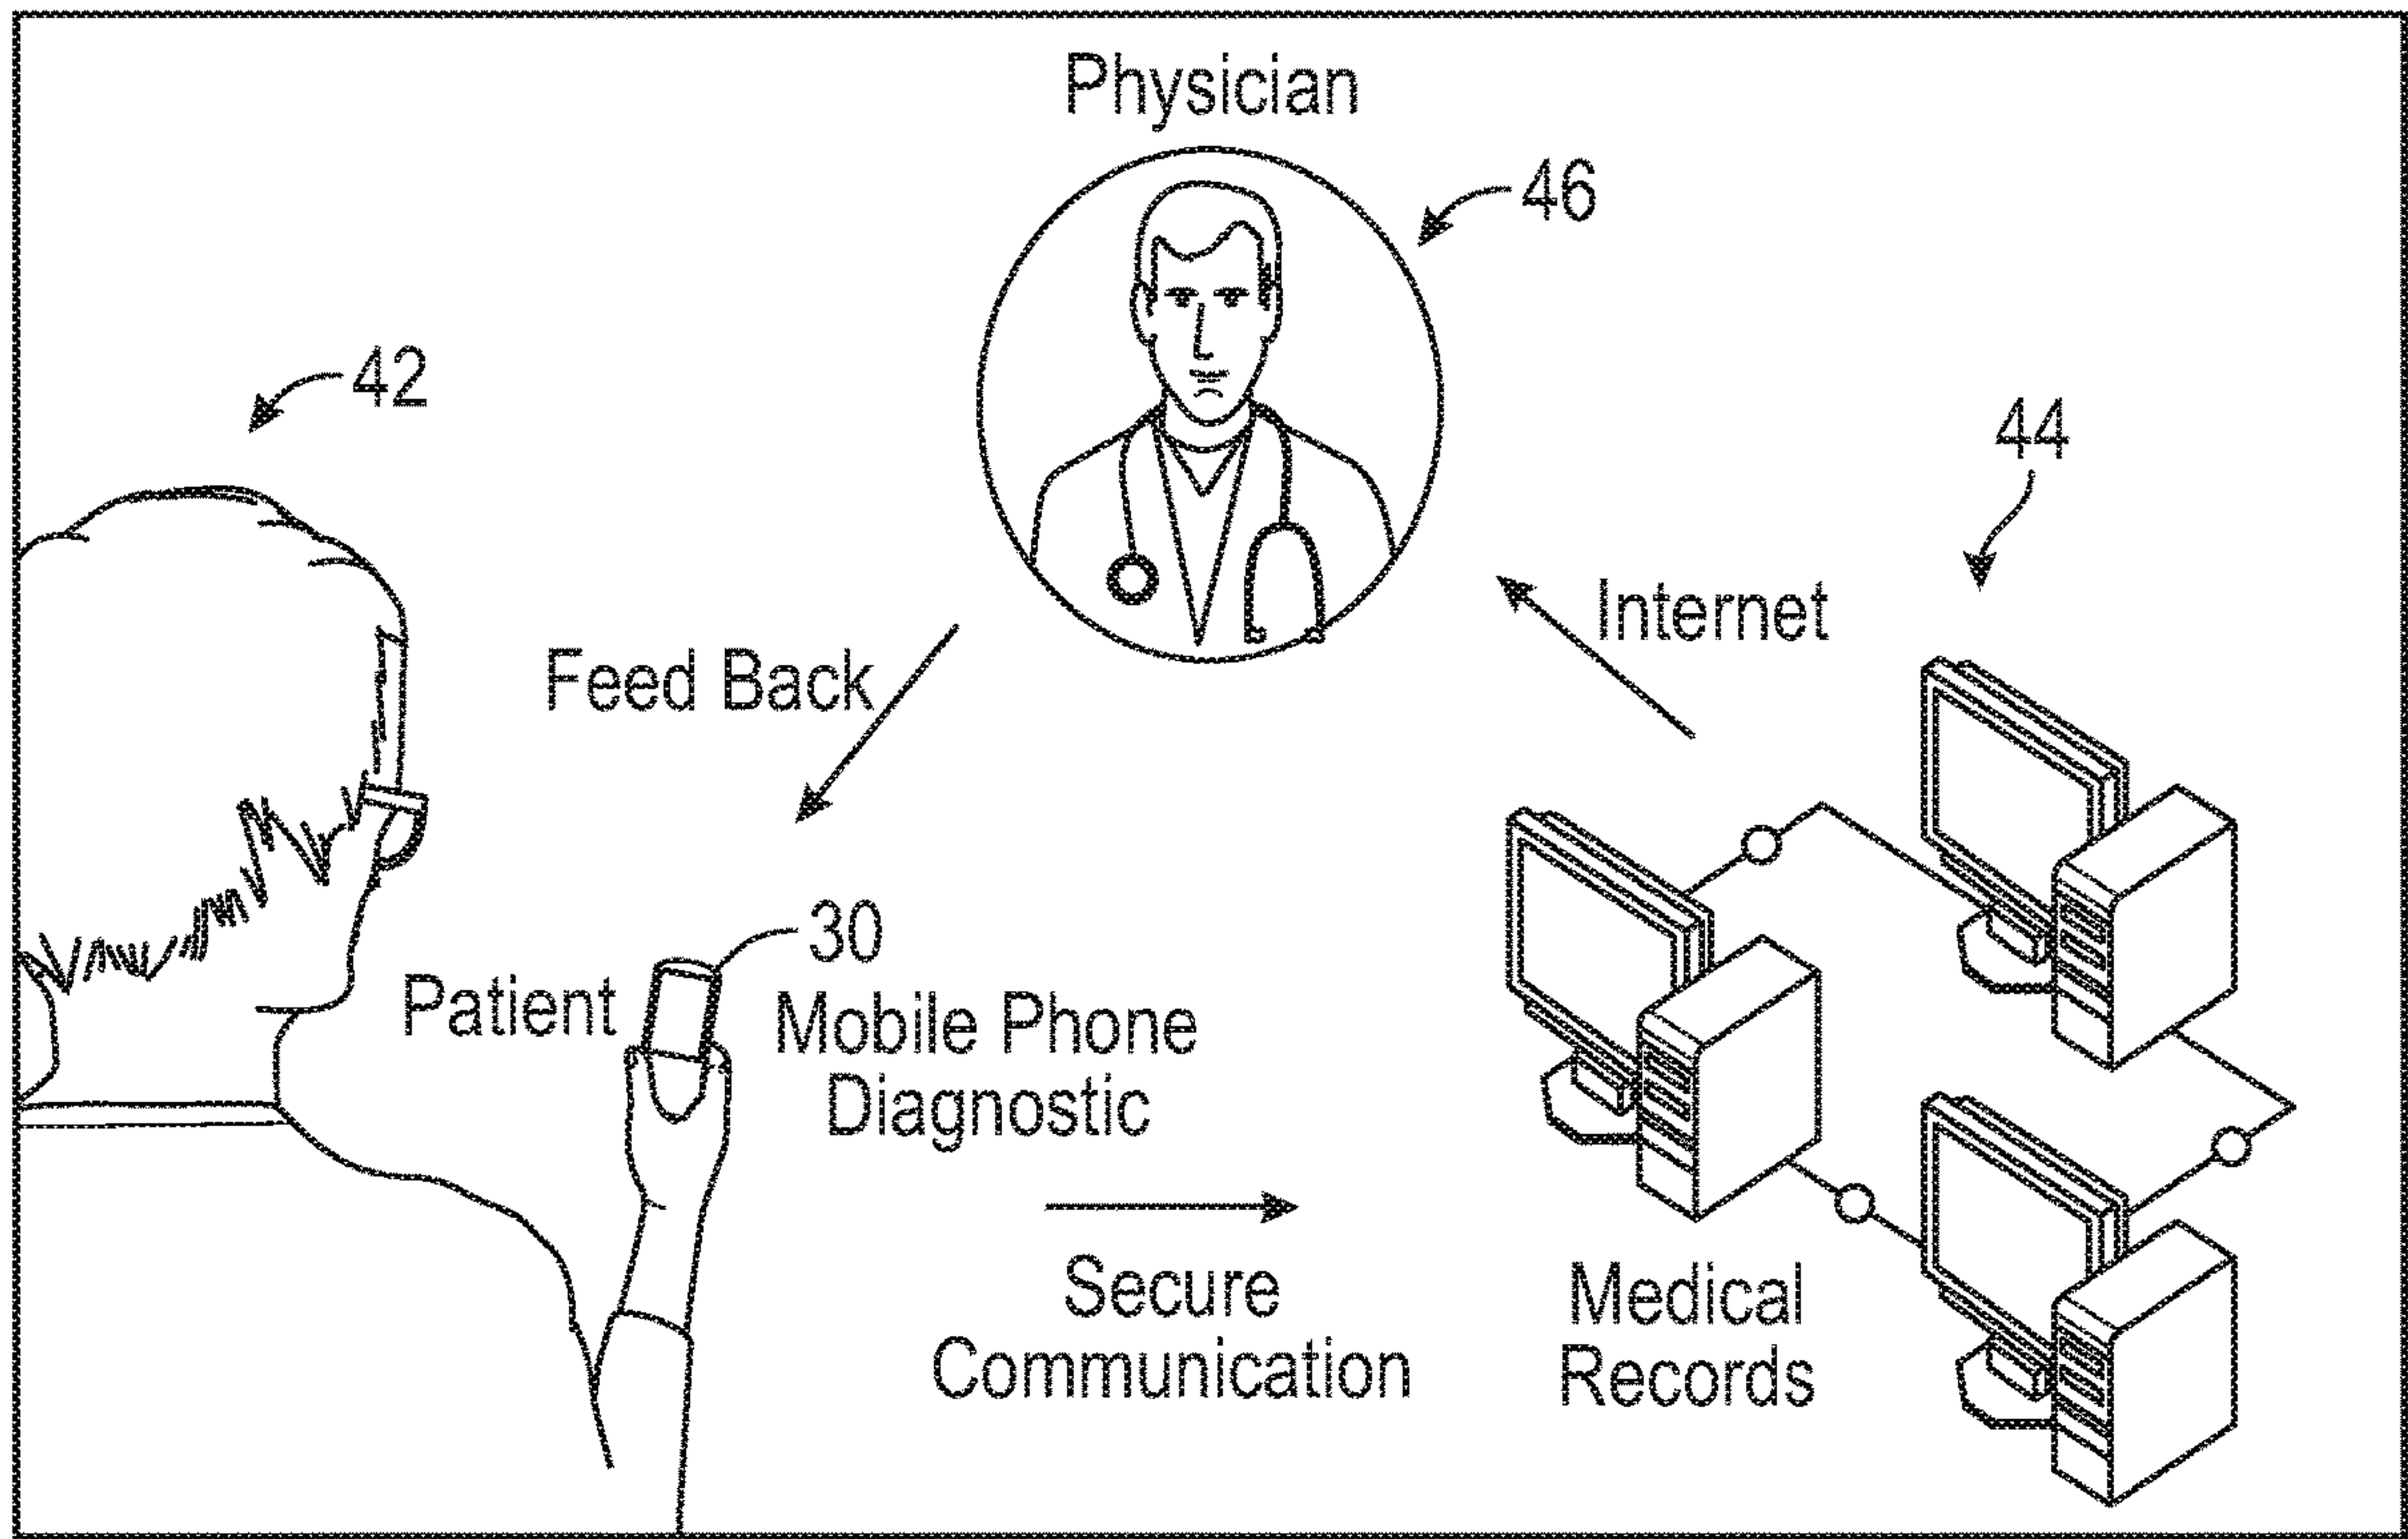 Physician
46
42
44
Internet
Feed Back
30
Patient
Mobile Phone
Diagnostic
Secure
Communication
Medical
Records